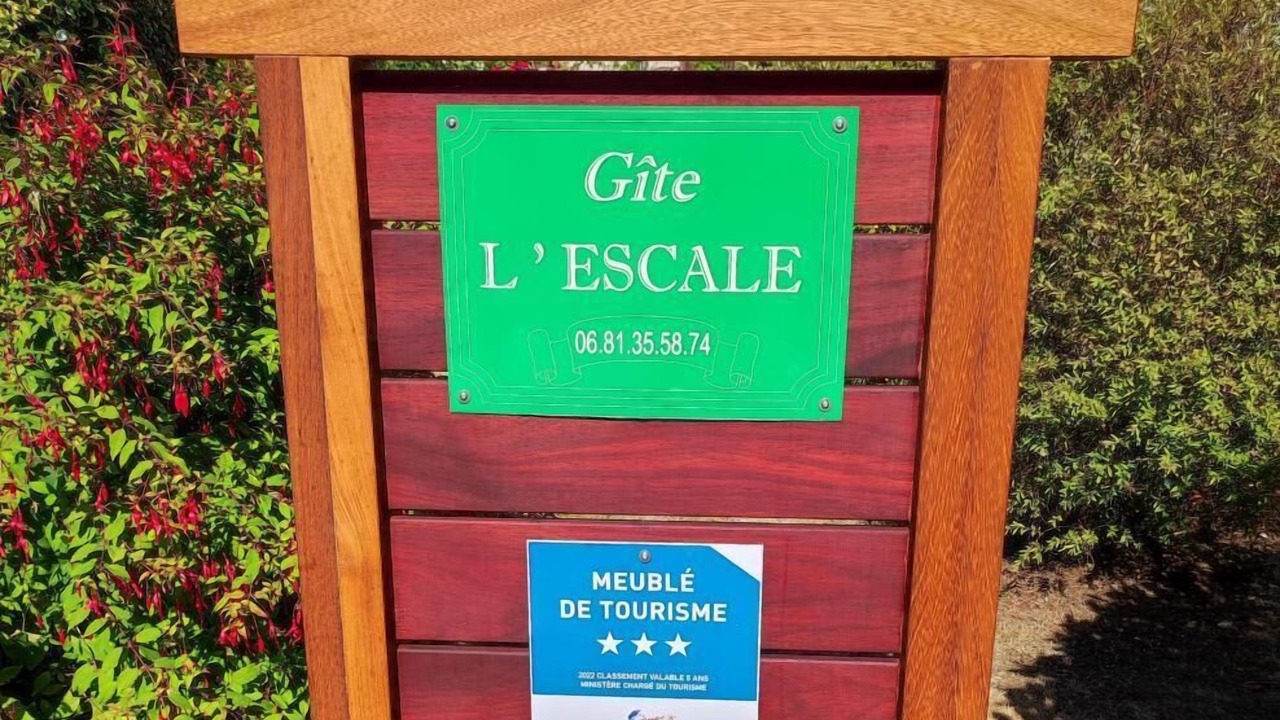 Gîte
L'ESCALE
06.81.35.58.74
MEUBLÉ
DE TOURISME
2022 CLASSEMENT VALABLE 5 ANS
MINISTÈRE CHARGÉ DU TOURISME